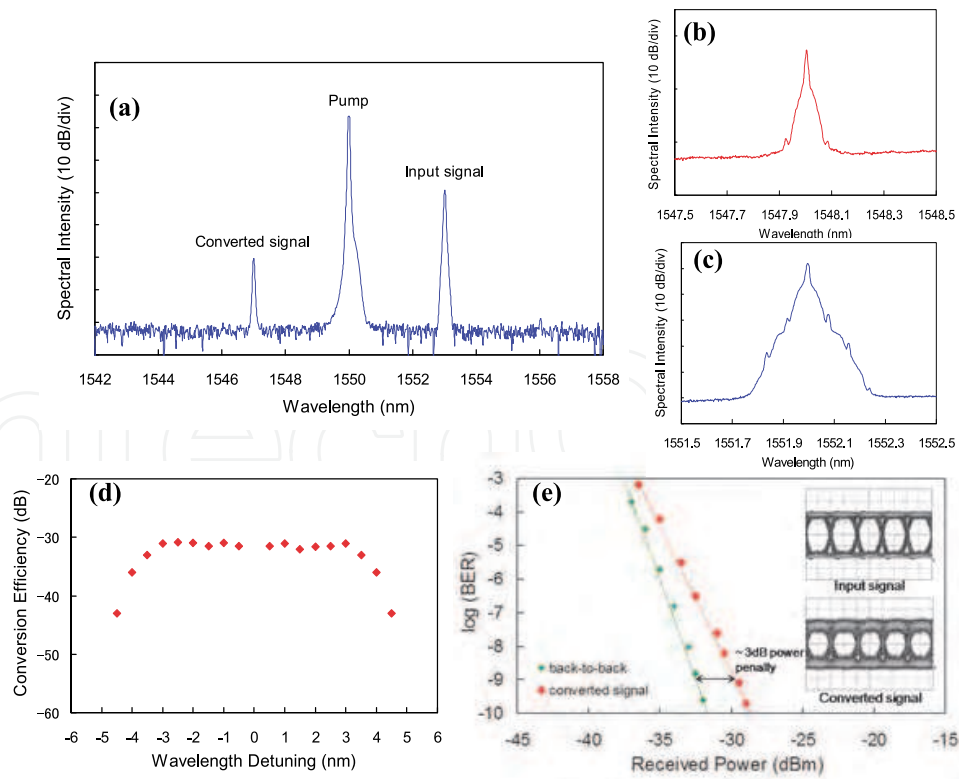 (a)
Spectral Intensity (10 dB/div)
Pump
Input signal
Converted signal
1542 1544 1546 1548 1550 1552 1554 1556 1558
Wavelength (nm)
(b)
Spectral Intensity (10 dB/div)
1547.5 1547.7 1547.9 1548.1 1548.3 1548.5
Wavelength (nm)
(c)
Spectral Intensity (10 dB/div)
1551.5 1551.7 1551.9 1552.1 1552.3 1552.5
Wavelength (nm)
(d)
Conversion Efficiency (dB)
−20
−30
−40
−50
−60
-6 -5 -4 -3 -2 -1 0 1 2 3 4 5 6
Wavelength Detuning (nm)
(e)
log (BER)
-3
-4
-5
-6
-7
-8
-9
-10
Input signal
~3dB power
penalty
back-to-back
converted signal
Converted signal
-45 -40 -35 -30 -25 -20 -15
Received Power (dBm)